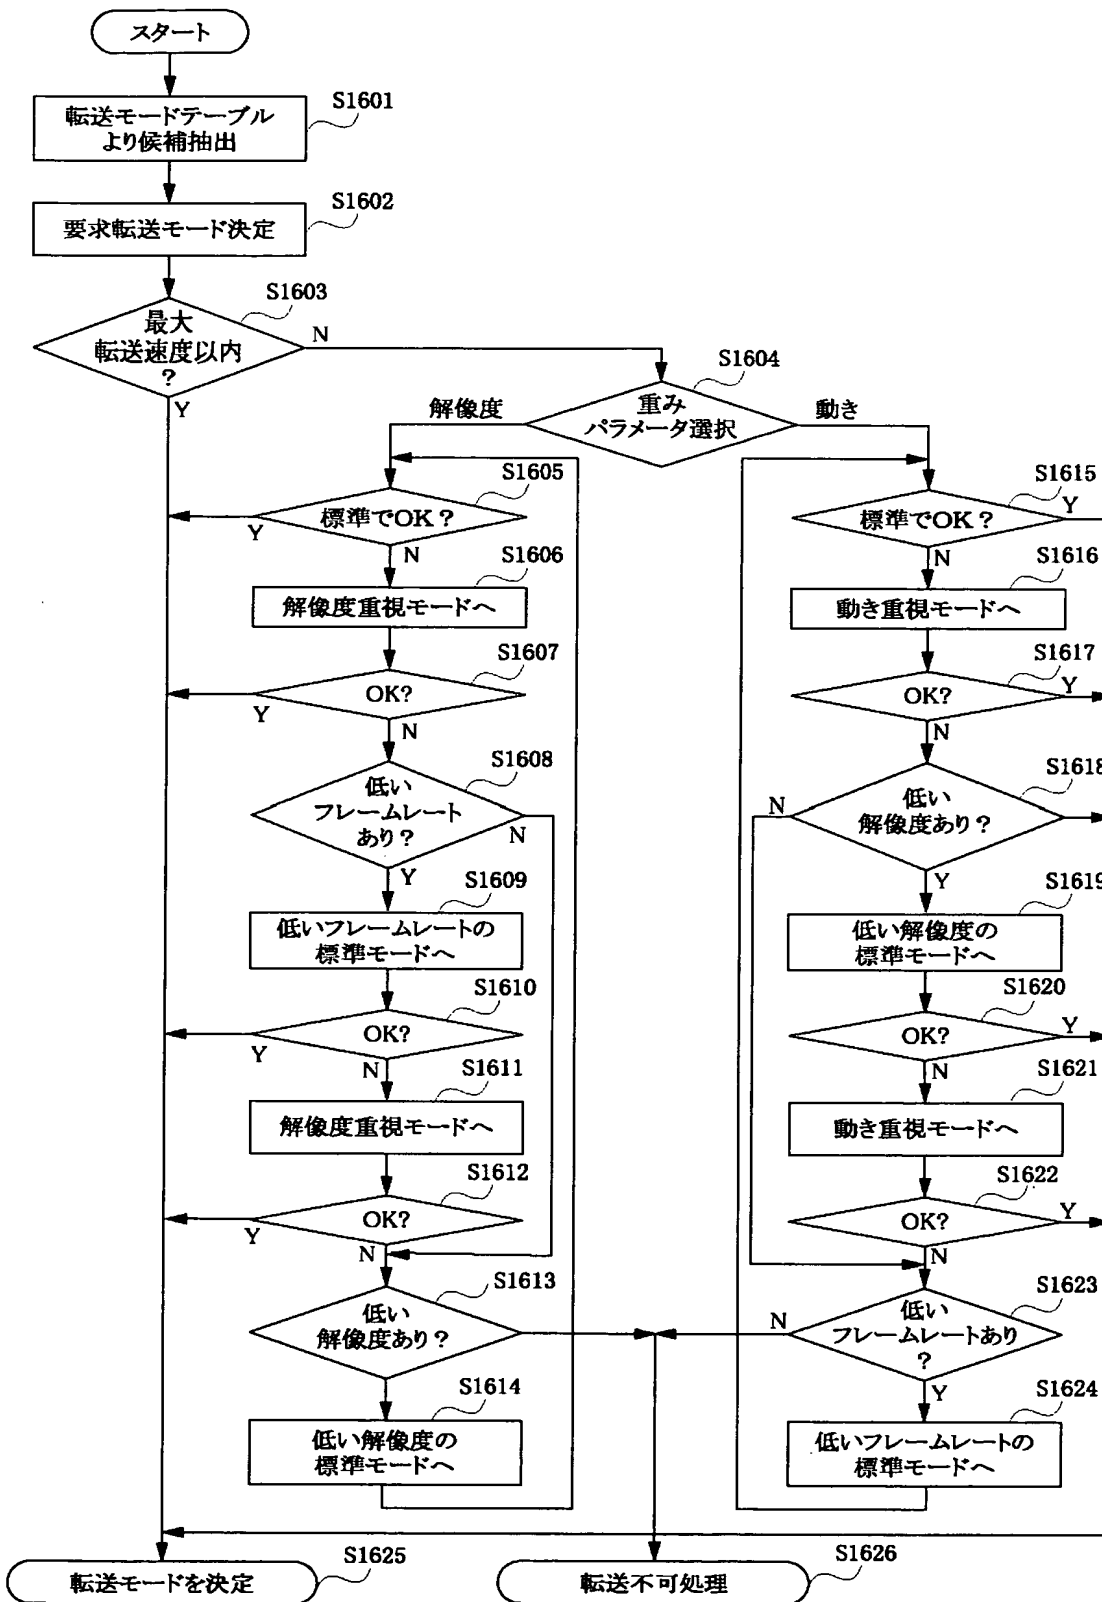 スタート
転送モードテーブル
より候補抽出
S1601
要求転送モード決定
S1602
最大
転送速度以内
?
S1603
N
Y
重み
パラメータ選択
S1604
解像度
動き
標準でOK?
S1605
Y
N
解像度重視モードへ
S1606
OK?
S1607
Y
N
低い
フレームレート
あり?
S1608
N
Y
低いフレームレートの
標準モードへ
S1609
OK?
S1610
Y
N
解像度重視モードへ
S1611
OK?
S1612
Y
N
低い
解像度あり?
S1613
低い解像度の
標準モードへ
S1614
標準でOK?
S1615
Y
N
動き重視モードへ
S1616
OK?
S1617
Y
N
低い
解像度あり?
S1618
N
Y
低い解像度の
標準モードへ
S1619
OK?
S1620
Y
N
動き重視モードへ
S1621
OK?
S1622
Y
N
低い
フレームレートあり
?
S1623
N
Y
低いフレームレートの
標準モードへ
S1624
転送モードを決定
S1625
転送不可処理
S1626